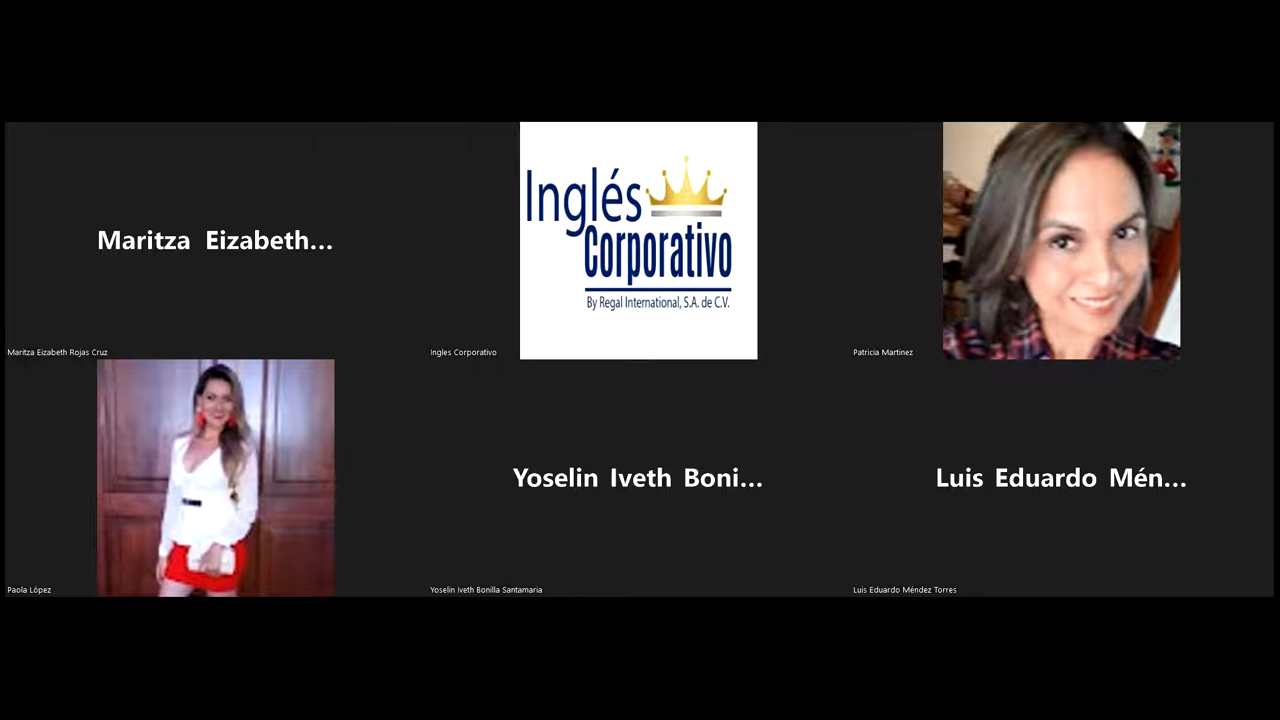 Maritza Eizabeth...
Maritza Eizabeth Rojas Cruz
Inglés
Corporativo
By Regal International, S.A. de C.V.
Ingles Corporativo
Patricia Martinez
Paola López
Yoselin Iveth Boni...
Yoselin Iveth Bonilla Santamaria
Luis Eduardo Mén...
Luis Eduardo Méndez Torres